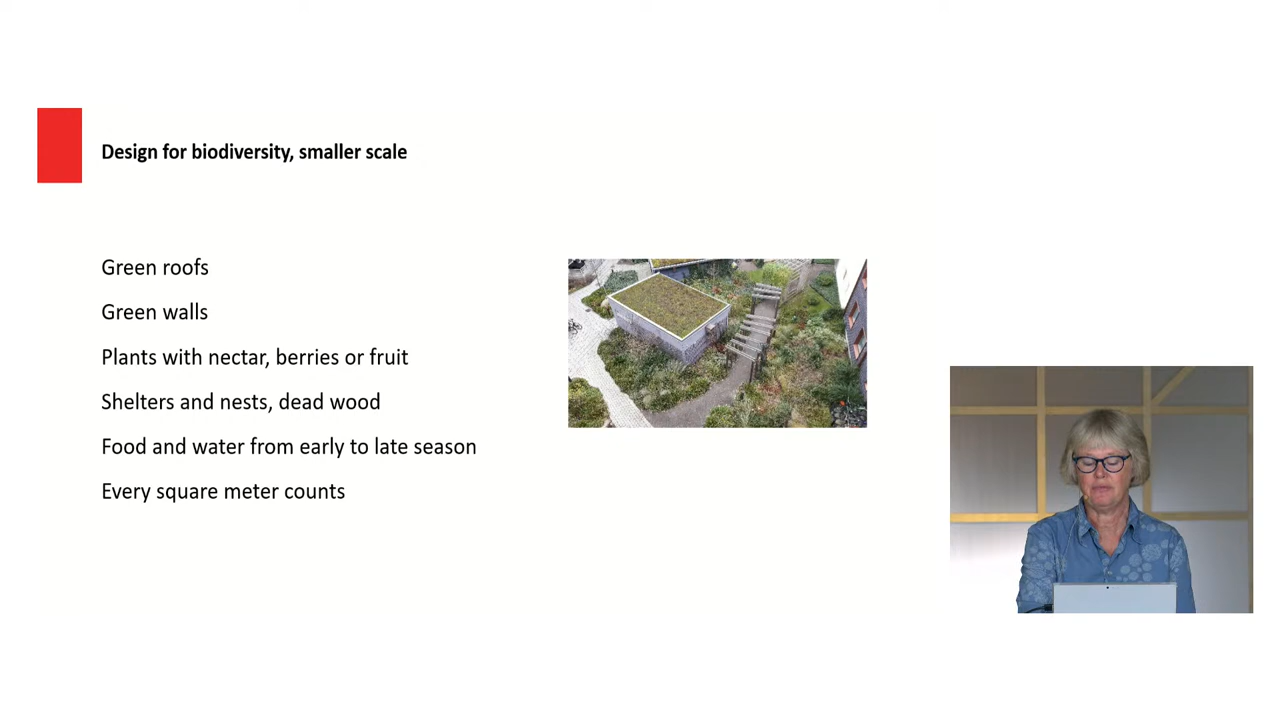 Design for biodiversity, smaller scale
Green roofs
Green walls
Plants with nectar, berries or fruit
Shelters and nests, dead wood
Food and water from early to late season
Every square meter counts